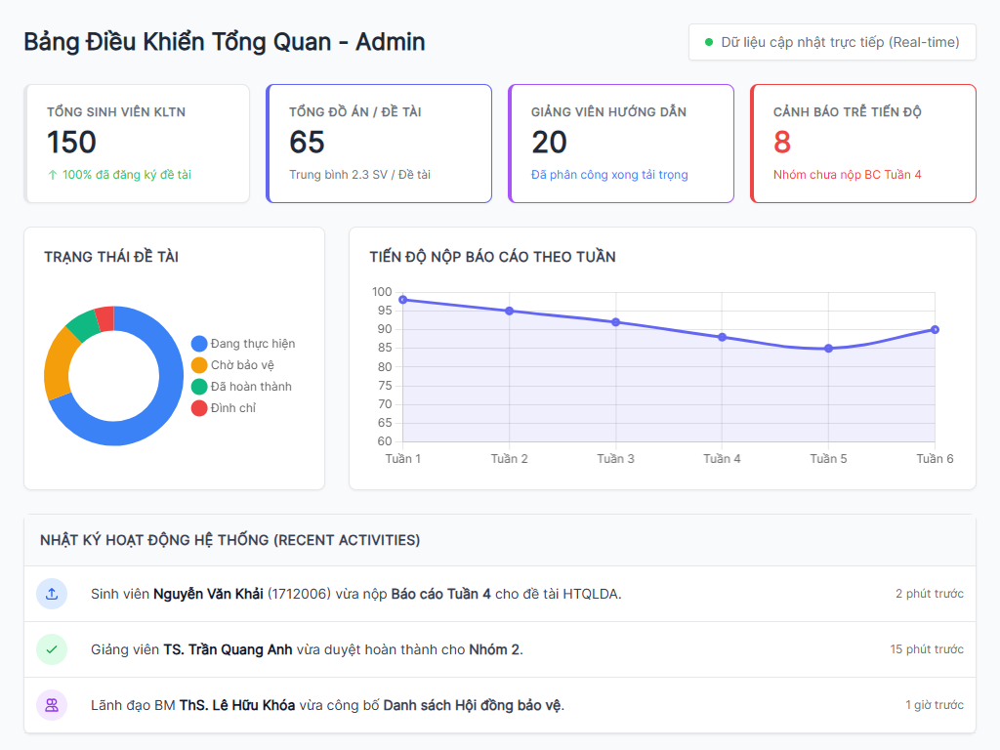 Bảng Điều Khiển Tổng Quan - Admin
Dữ liệu cập nhật trực tiếp (Real-time)
TỔNG SINH VIÊN KLTN
150
↑ 100% đã đăng ký đề tài
TỔNG ĐỒ ÁN / ĐỀ TÀI
65
Trung bình 2.3 SV / Đề tài
GIẢNG VIÊN HƯỚNG DẪN
20
Đã phân công xong tải trọng
CẢNH BÁO TRỄ TIẾN ĐỘ
8
Nhóm chưa nộp BC Tuần 4
TRẠNG THÁI ĐỀ TÀI
Đang thực hiện
Chờ bảo vệ
Đã hoàn thành
Đình chỉ
TIẾN ĐỘ NỘP BÁO CÁO THEO TUẦN
100
95
90
85
80
75
70
65
60
Tuần 1 Tuần 2 Tuần 3 Tuần 4 Tuần 5 Tuần 6
NHẬT KÝ HOẠT ĐỘNG HỆ THỐNG (RECENT ACTIVITIES)
Sinh viên Nguyễn Văn Khải (1712006) vừa nộp Báo cáo Tuần 4 cho đề tài HTQLDA. 2 phút trước
Giảng viên TS. Trần Quang Anh vừa duyệt hoàn thành cho Nhóm 2. 15 phút trước
Lãnh đạo BM ThS. Lê Hữu Khóa vừa công bố Danh sách Hội đồng bảo vệ. 1 giờ trước